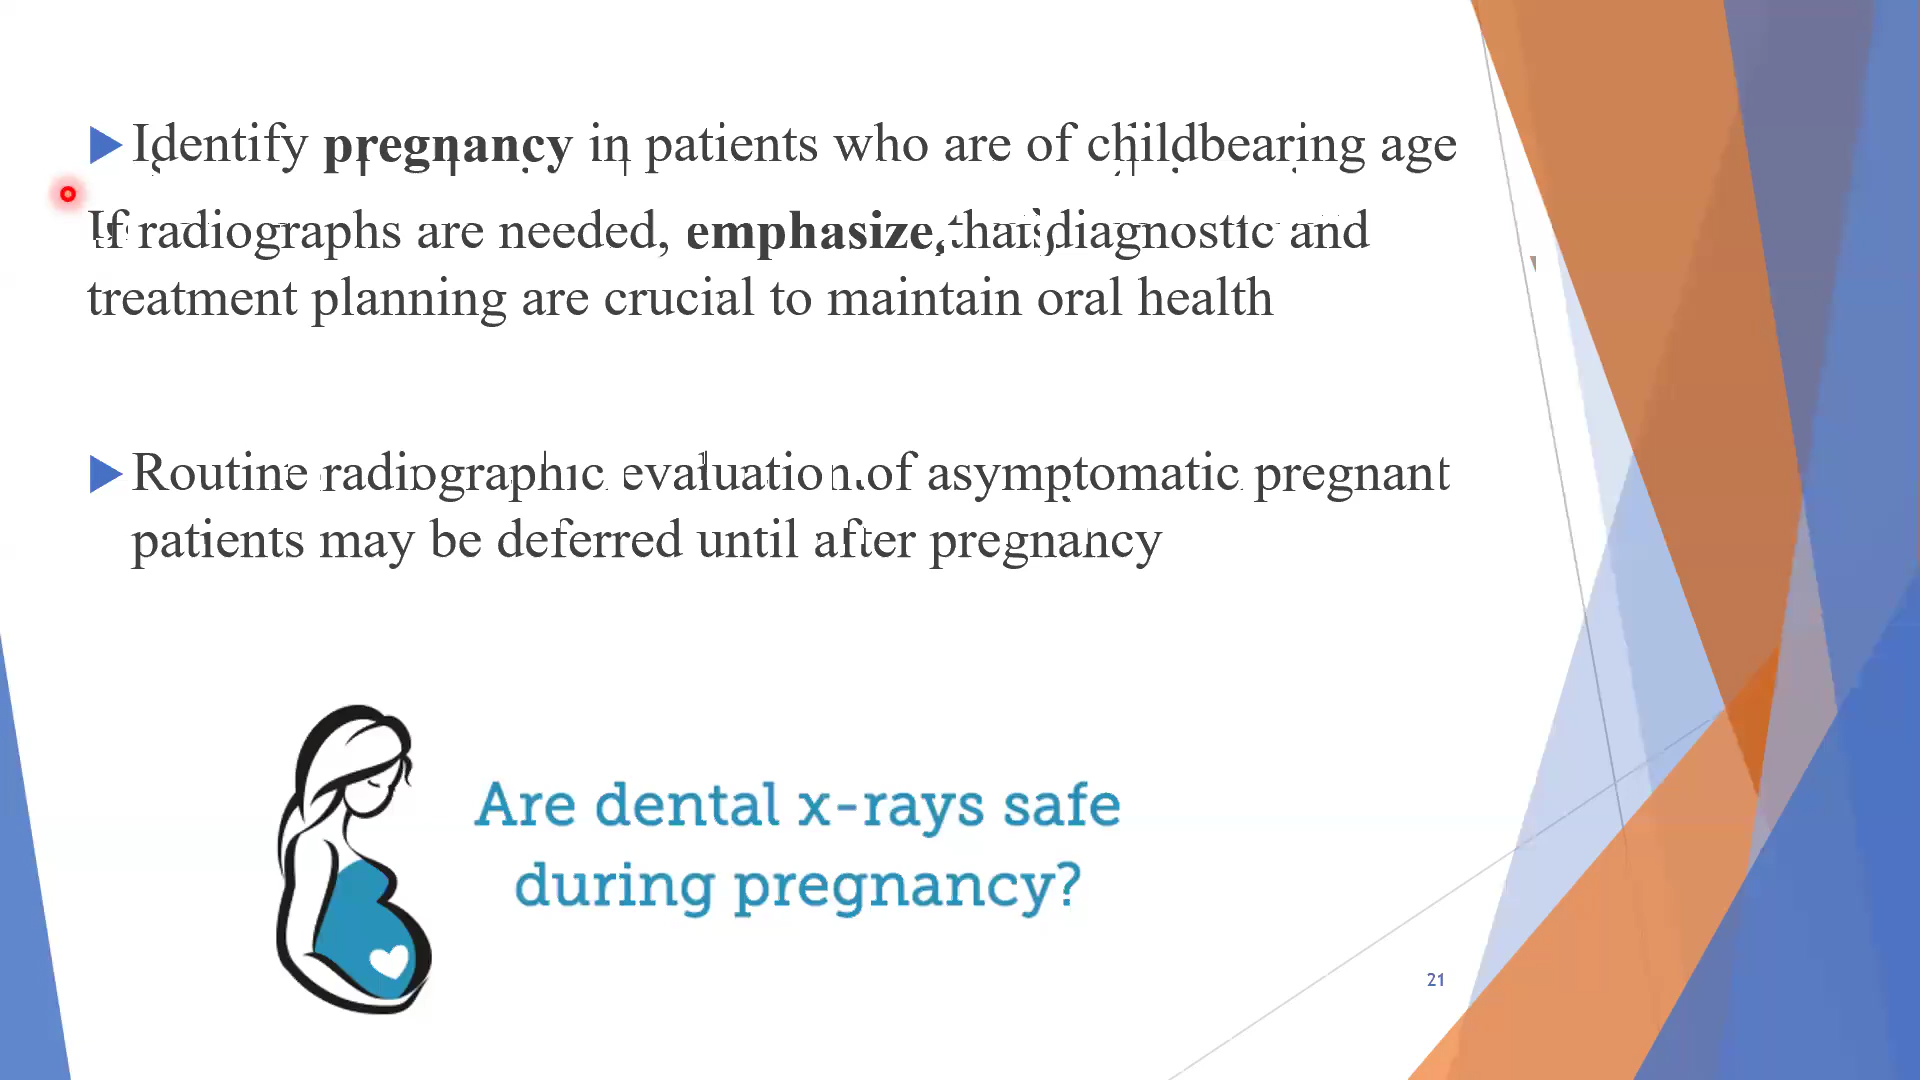 Identify pregnancy in patients who are of childbearing age
If radiographs are needed, emphasize that diagnostic and
treatment planning are crucial to maintain oral health
Routine radiographic evaluation of asymptomatic pregnant
patients may be deferred until after pregnancy
Are dental x-rays safe
during pregnancy?
21